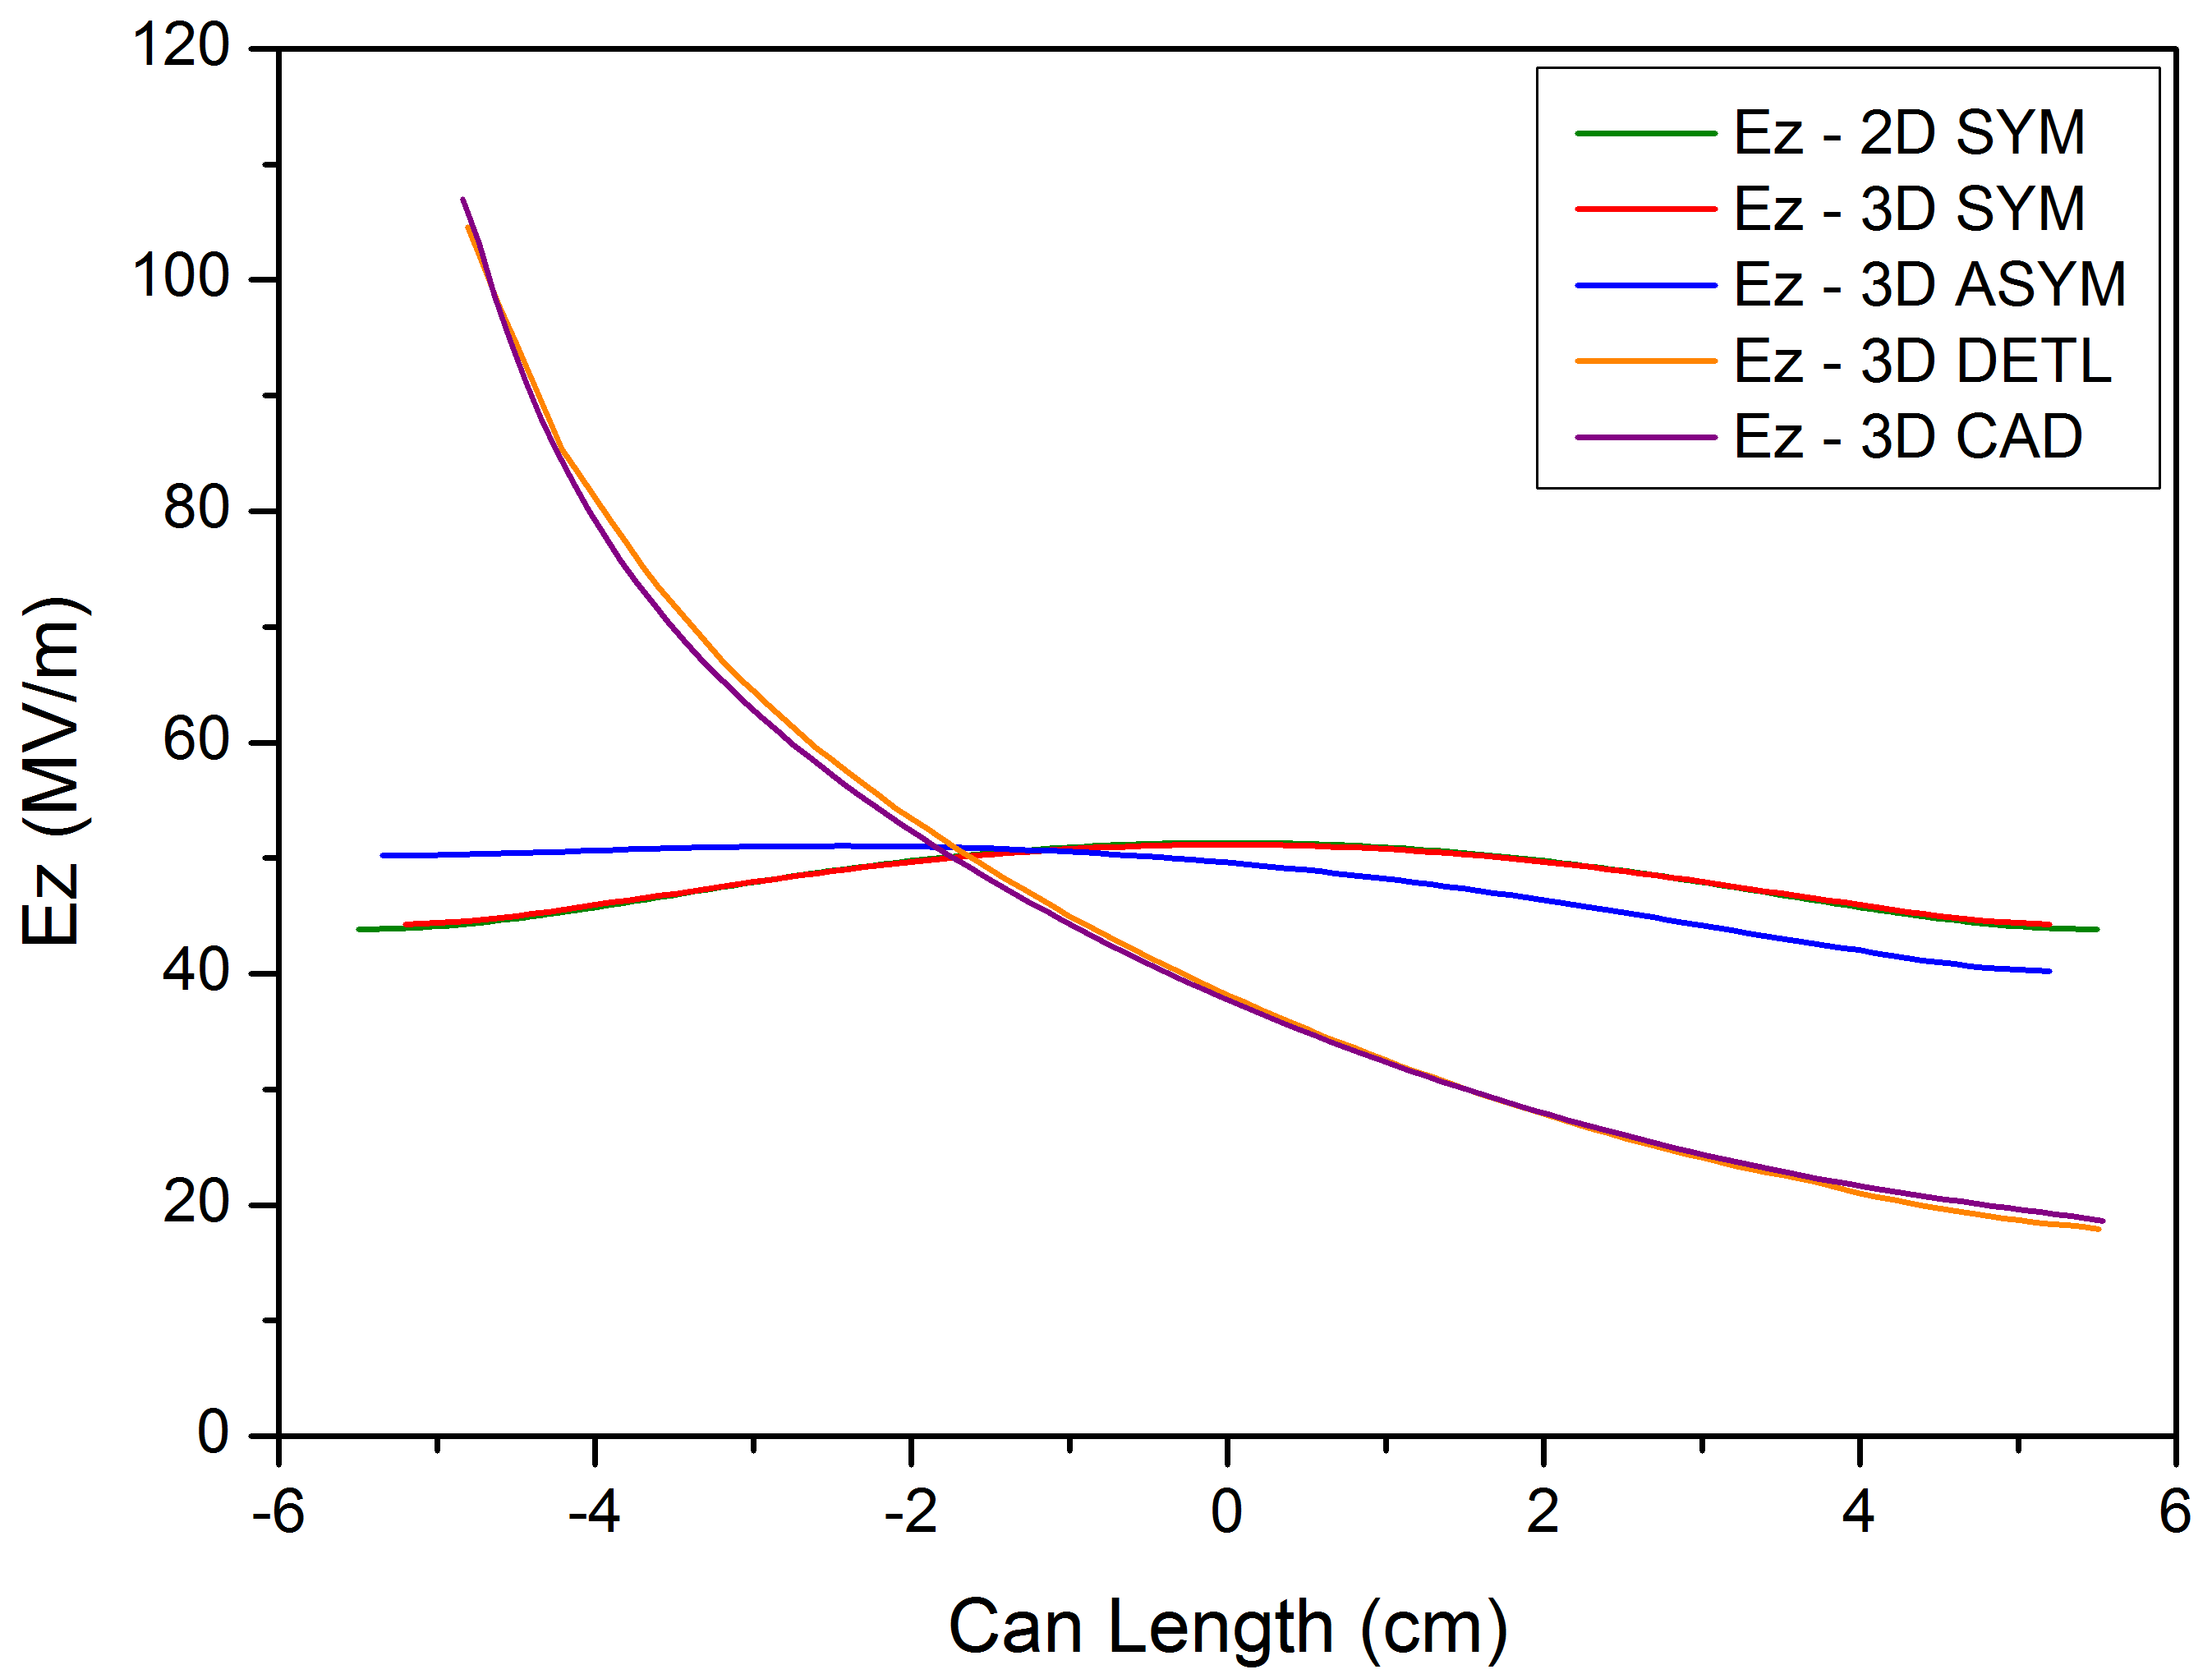 120
100
80
60
40
20
0
Ez (MV/m)
Ez - 2D SYM
Ez - 3D SYM
Ez - 3D ASYM
Ez - 3D DETL
Ez - 3D CAD
-6 -4 -2 0 2 4 6
Can Length (cm)